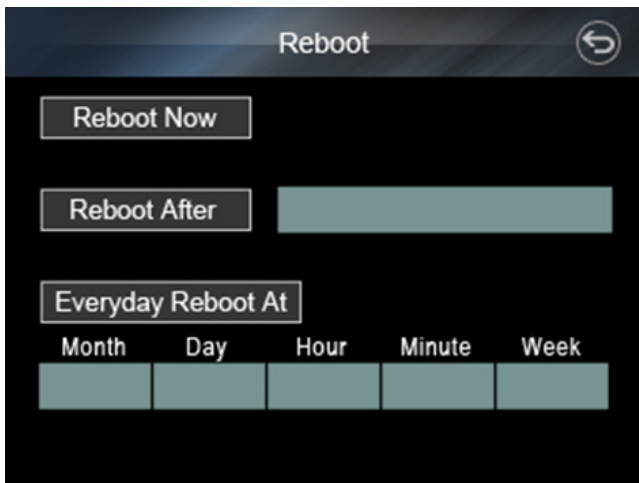 Reboot
Reboot Now
Reboot After
Everyday Reboot At
Month Day Hour Minute Week